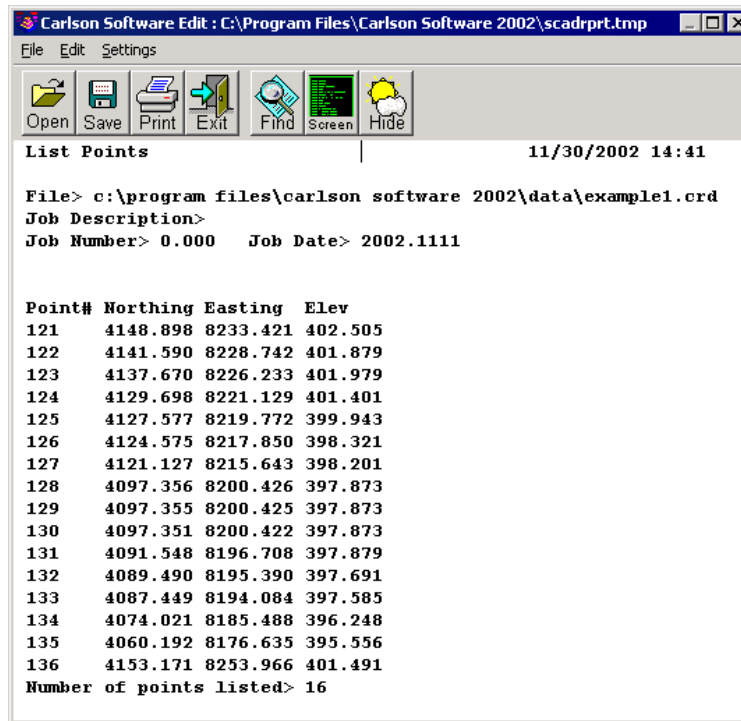 Carlson Software Edit : C:\Program Files\Carlson Software 2002\scadrprt.tmp
File Edit Settings
Open Save Print Exit Find Screen Hide
List Points 11/30/2002 14:41
File> c:\program files\carlson software 2002\data\example1.crd
Job Description>
Job Number> 0.000 Job Date> 2002.1111
Point# Northing Easting Elev
121 4148.898 8233.421 402.505
122 4141.590 8228.742 401.879
123 4137.670 8226.233 401.979
124 4129.698 8221.129 401.401
125 4127.577 8219.772 399.943
126 4124.575 8217.850 398.321
127 4121.127 8215.643 398.201
128 4097.356 8200.426 397.873
129 4097.355 8200.425 397.873
130 4097.351 8200.422 397.873
131 4091.548 8196.708 397.879
132 4089.490 8195.390 397.691
133 4087.449 8194.084 397.585
134 4074.021 8185.488 396.248
135 4060.192 8176.635 395.556
136 4153.171 8253.966 401.491
Number of points listed> 16